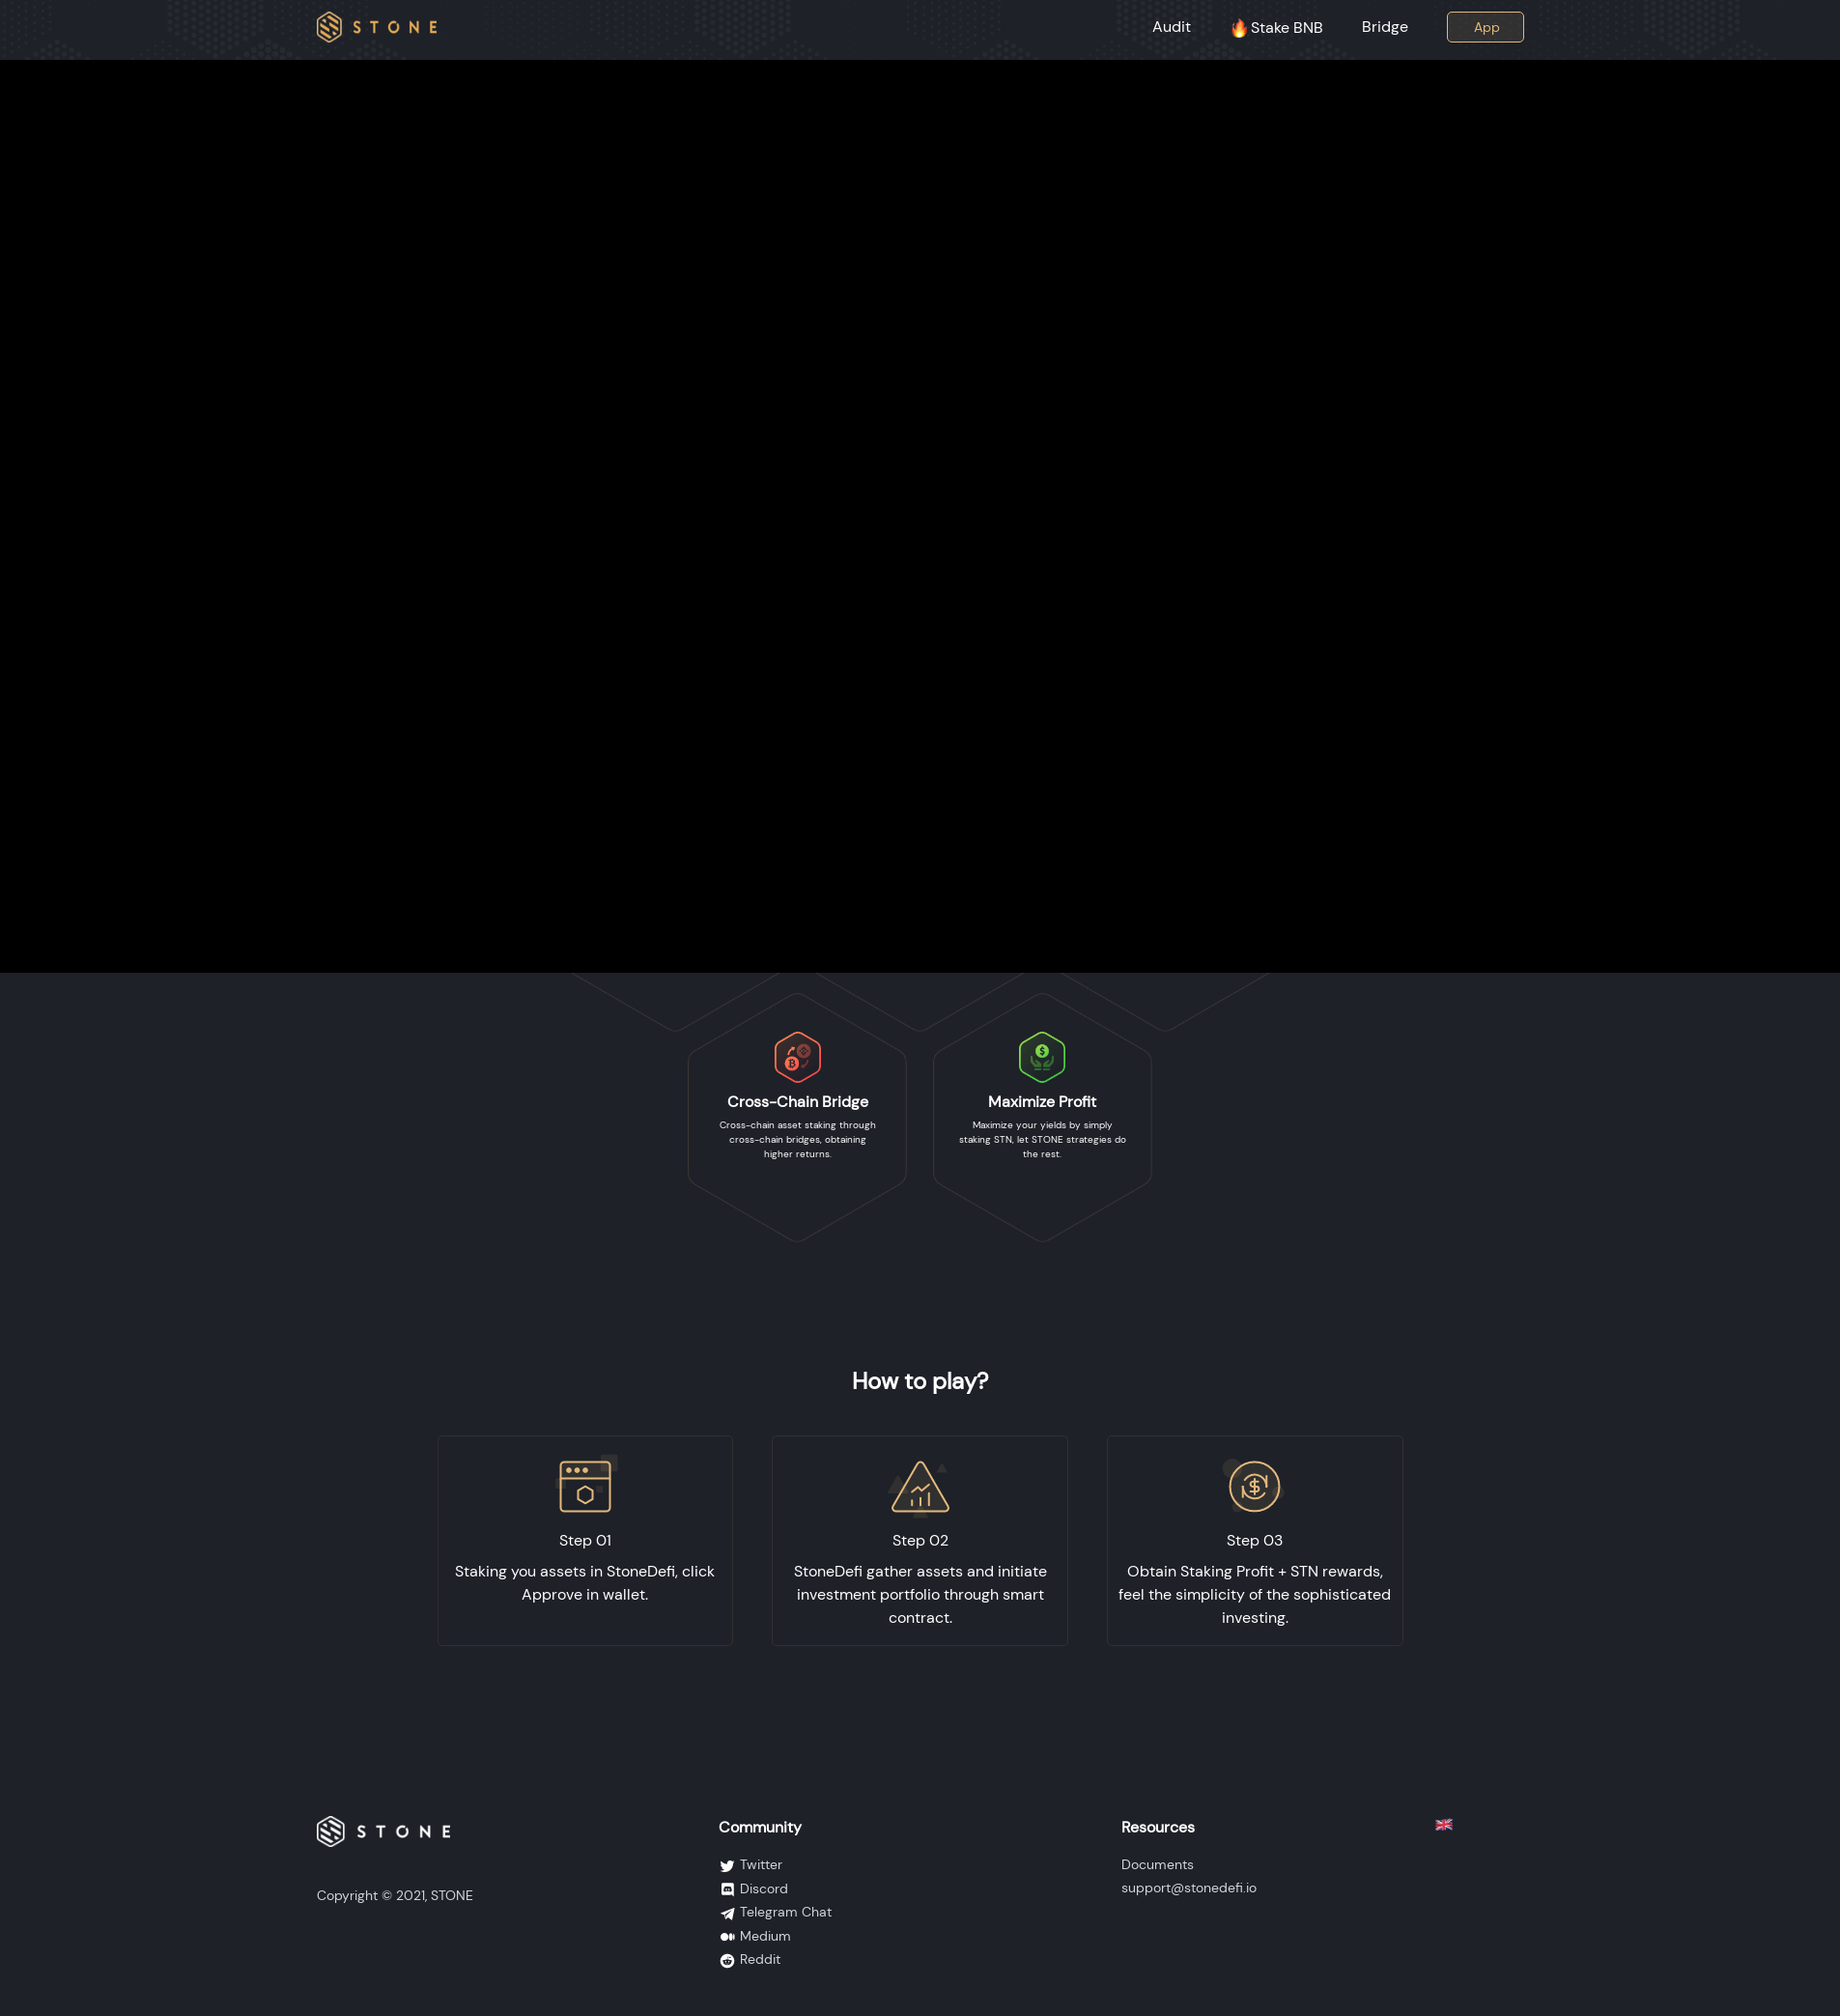 STONE
Audit
Stake BNB
Bridge
App
Cross-Chain Bridge
Cross-chain asset staking through
cross-chain bridges, obtaining
higher returns.
Maximize Profit
Maximize your yields by simply
staking STN, let STONE strategies do
the rest.
How to play?
Step 01
Staking you assets in StoneDefi, click
Approve in wallet.
Step 02
StoneDefi gather assets and initiate
investment portfolio through smart
contract.
Step 03
Obtain Staking Profit + STN rewards,
feel the simplicity of the sophisticated
investing.
STONE
Copyright © 2021, STONE
Community
Twitter
Discord
Telegram Chat
Medium
Reddit
Resources
Documents
support@stonedefi.io